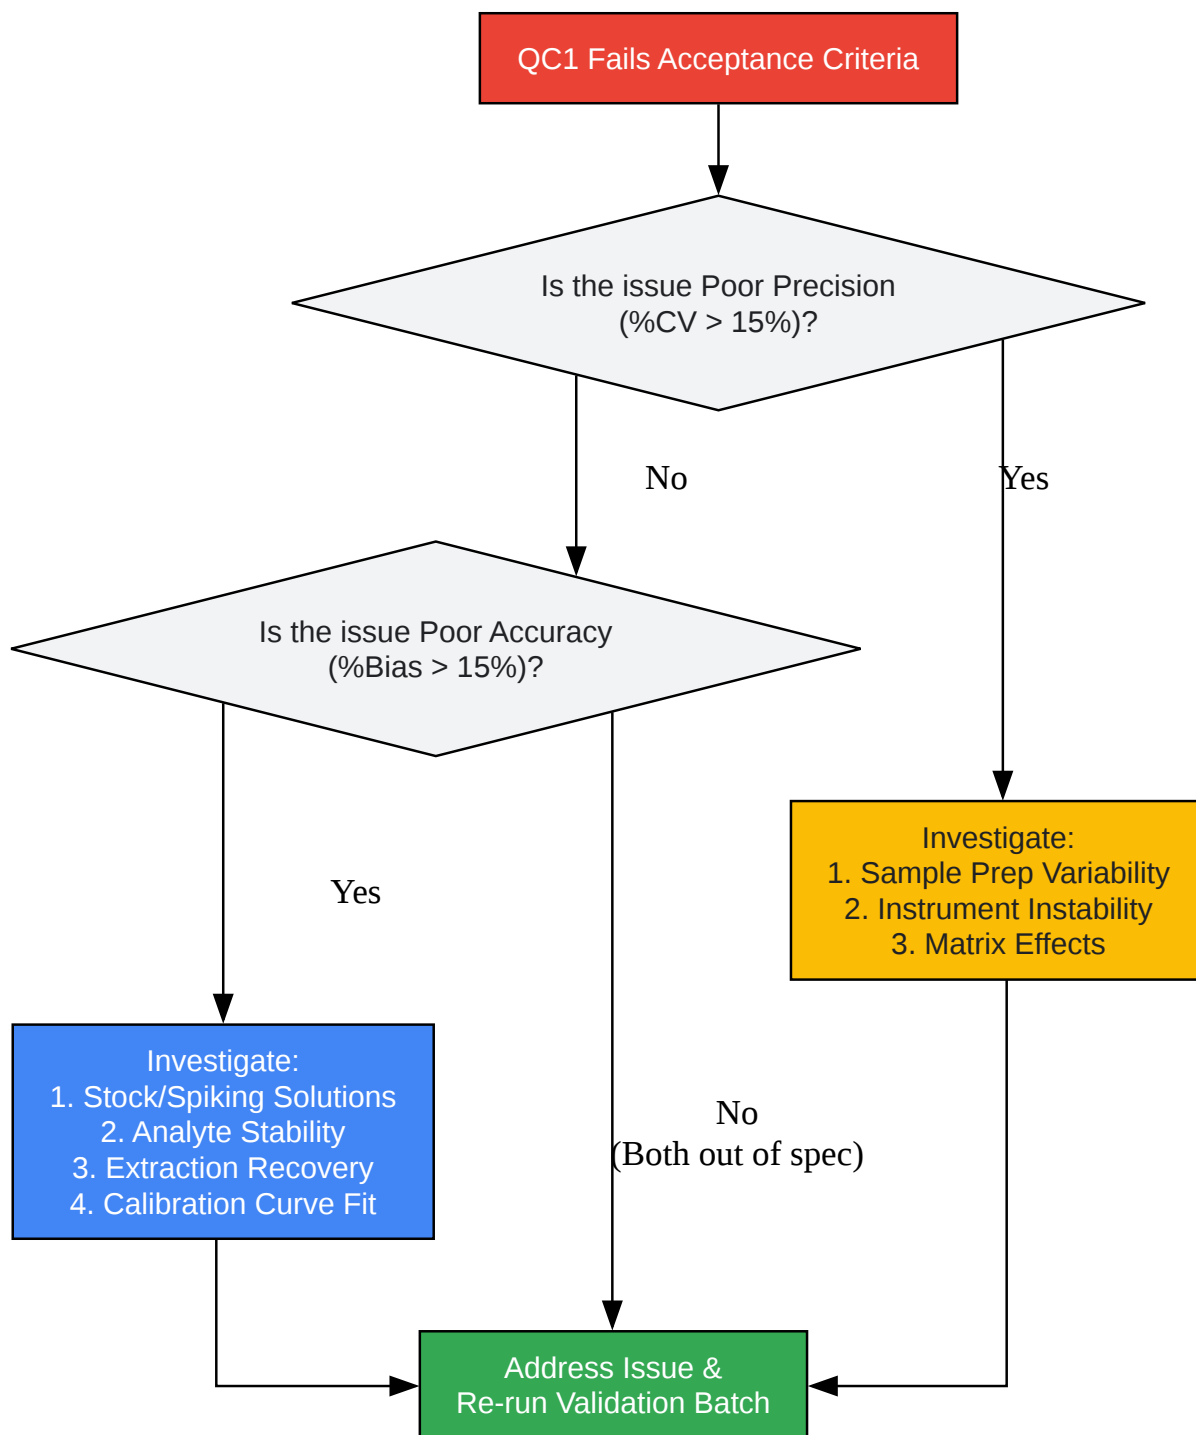 QC1 Fails Acceptance Criteria
Is the issue Poor Precision
(%CV > 15%)?
No
Yes
Is the issue Poor Accuracy
(%Bias > 15%)?
Investigate:
1. Sample Prep Variability
2. Instrument Instability
3. Matrix Effects
Yes
Investigate:
1. Stock/Spiking Solutions
2. Analyte Stability
3. Extraction Recovery
4. Calibration Curve Fit
No
(Both out of spec)
Address Issue &
Re-run Validation Batch